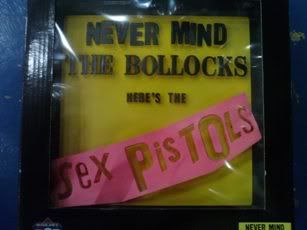 NEVER MIND
THE BOLLOCKS
HERE'S THE
Sex PiSTOLS
NEVER MIND